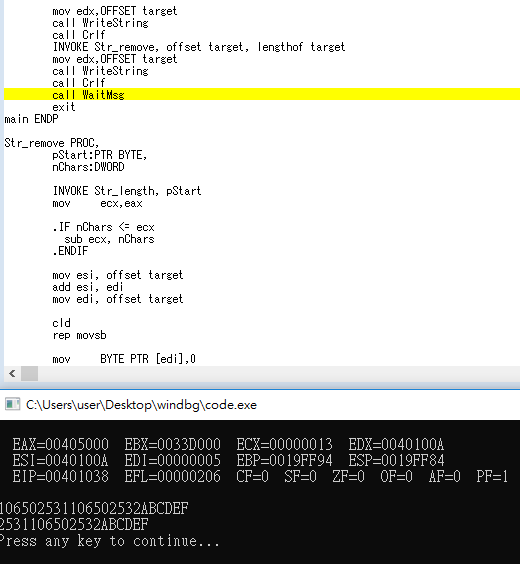 mov edx,OFFSET target
call WriteString
call Crlf
INVOKE Str_remove, offset target, lengthof target
mov edx,OFFSET target
call WriteString
call Crlf
call WaitMsg
exit
main ENDP
Str_remove PROC,
pStart:PTR BYTE,
nChars:DWORD
INVOKE Str_length, pStart
mov ecx,eax
.IF nChars <= ecx
sub ecx, nChars
.ENDIF
mov esi, offset target
add esi, edi
mov edi, offset target
cld
rep movsb
mov BYTE PTR [edi],0
C:\Users\user\Desktop\windbg\code.exe
EAX=00405000 EBX=0033D000 ECX=00000013 EDX=0040100A
ESI=0040100A EDI=00000005 EBP=0019FF94 ESP=0019FF84
EIP=00401038 EFL=00000206 CF=0 SF=0 ZF=0 OF=0 AF=0 PF=1
106502531106502532ABCDEF
2531106502532ABCDEF
Press any key to continue...